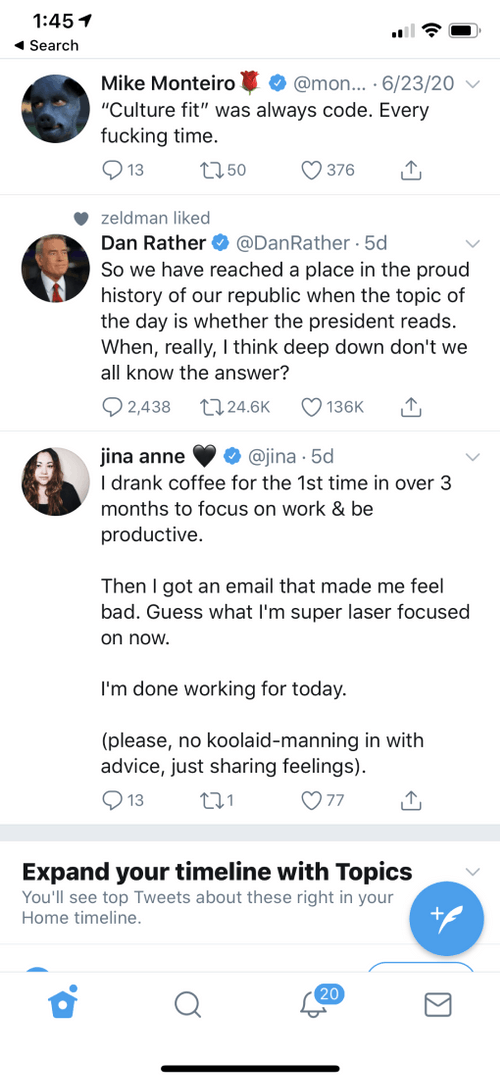 1:45
◀ Search
Mike Monteiro🌹 @mon... · 6/23/20
“Culture fit” was always code. Every
fucking time.
13 50 376
zeldman liked
Dan Rather @DanRather · 5d
So we have reached a place in the proud
history of our republic when the topic of
the day is whether the president reads.
When, really, I think deep down don't we
all know the answer?
2,438 24.6K 136K
jina anne 🖤 @jina · 5d
I drank coffee for the 1st time in over 3
months to focus on work & be
productive.
Then I got an email that made me feel
bad. Guess what I'm super laser focused
on now.
I'm done working for today.
(please, no koolaid-manning in with
advice, just sharing feelings).
13 1 77
Expand your timeline with Topics
You'll see top Tweets about these right in your
Home timeline.
20